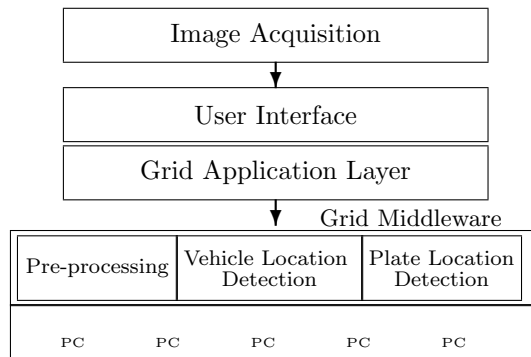 Image Acquisition
User Interface
Grid Application Layer
Grid Middleware
Pre-processing
Vehicle Location
Detection
Plate Location
Detection
PC PC PC PC PC